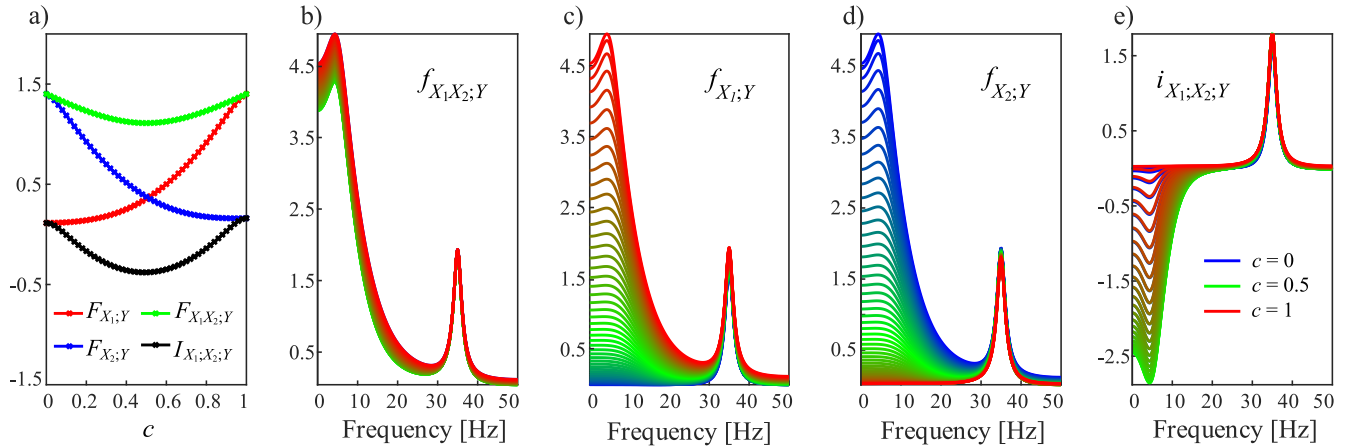 a)
1.5
0.5
-0.5
-1.5
F_{X_1;Y} F_{X_1X_2;Y}
F_{X_2;Y} I_{X_1;X_2;Y}
0 0.2 0.4 0.6 0.8 1
c
b)
4.5
3.5
2.5
1.5
0.5
f_{X_1X_2;Y}
0 10 20 30 40 50
Frequency [Hz]
c)
4.5
3.5
2.5
1.5
0.5
f_{X_1;Y}
0 10 20 30 40 50
Frequency [Hz]
d)
4.5
3.5
2.5
1.5
0.5
f_{X_2;Y}
0 10 20 30 40 50
Frequency [Hz]
e)
1.5
0.5
-0.5
-1.5
-2.5
i_{X_1;X_2;Y}
c = 0
c = 0.5
c = 1
0 10 20 30 40 50
Frequency [Hz]